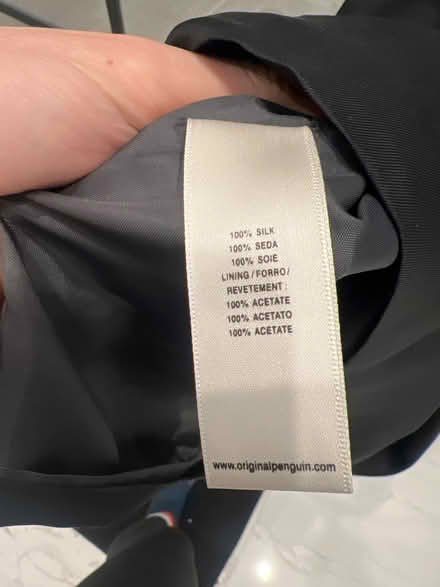 100% SILK
100% SEDA
100% SOIE
LINING / FORRO /
REVETEMENT :
100% ACETATE
100% ACETATO
100% ACETATE
www.originalpenguin.com